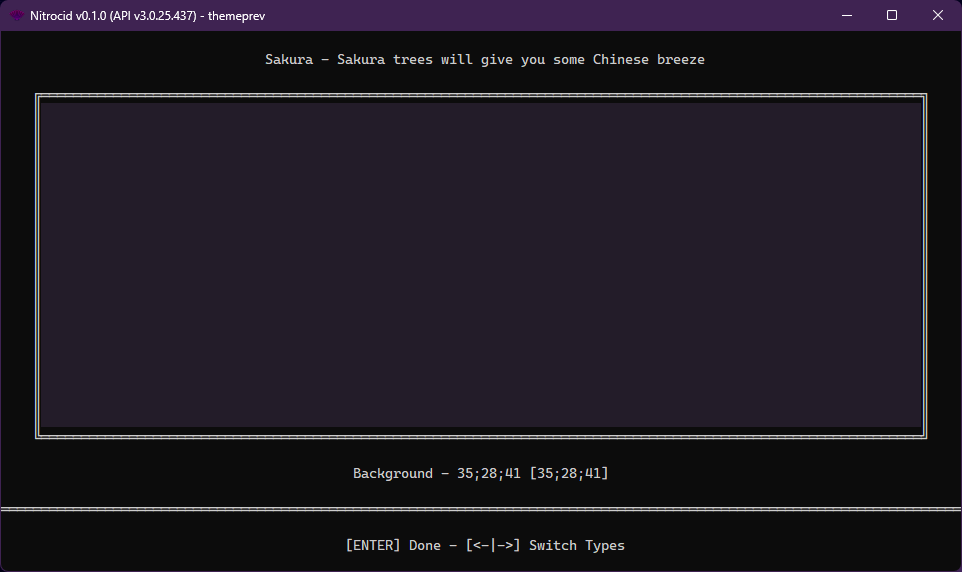 Nitrocid v0.1.0 (API v3.0.25.437) - themeprev
Sakura - Sakura trees will give you some Chinese breeze
Background - 35;28;41 [35;28;41]
[ENTER] Done - [<-|->] Switch Types